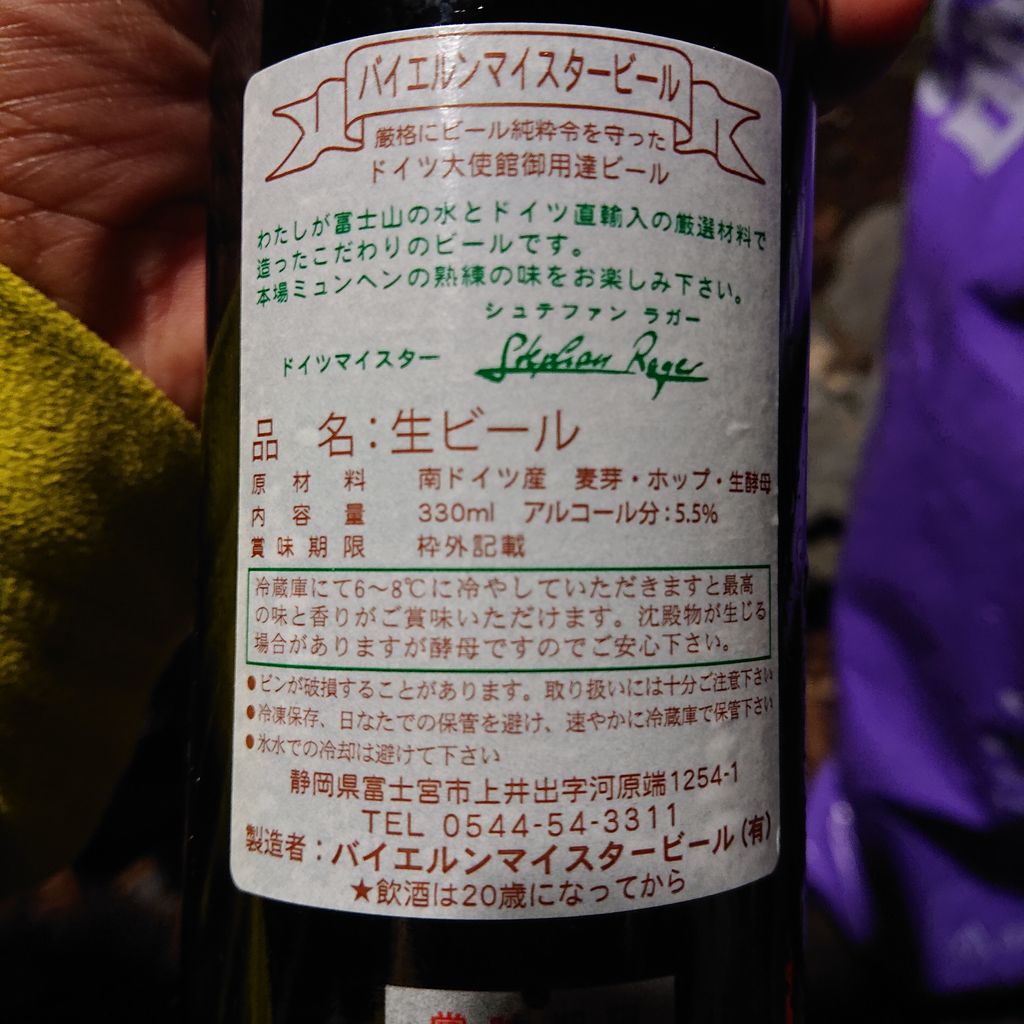 バイエルンマイスタービール
厳格にビール純粋令を守った
ドイツ大使館御用達ビール
わたしが富士山の水とドイツ直輸入の厳選材料で
造ったこだわりのビールです。
本場ミュンヘンの熟練の味をお楽しみ下さい。
シュテファン ラガー
ドイツマイスター Stephan Rager
品 名：生ビール
原材料 南ドイツ産 麦芽・ホップ・生酵母
内容量 330ml アルコール分：5.5%
賞味期限 枠外記載
冷蔵庫にて6～8℃に冷やしていただきますと最高
の味と香りがご賞味いただけます。沈殿物が生じる
場合がありますが酵母ですのでご安心下さい。
●ビンが破損することがあります。取り扱いには十分ご注意下さい
●冷凍保存、日なたでの保管を避け、速やかに冷蔵庫で保管下さい
●氷水での冷却は避けて下さい
静岡県富士宮市上井出字河原端1254-1
TEL 0544-54-3311
製造者：バイエルンマイスタービール(有)
★飲酒は20歳になってから